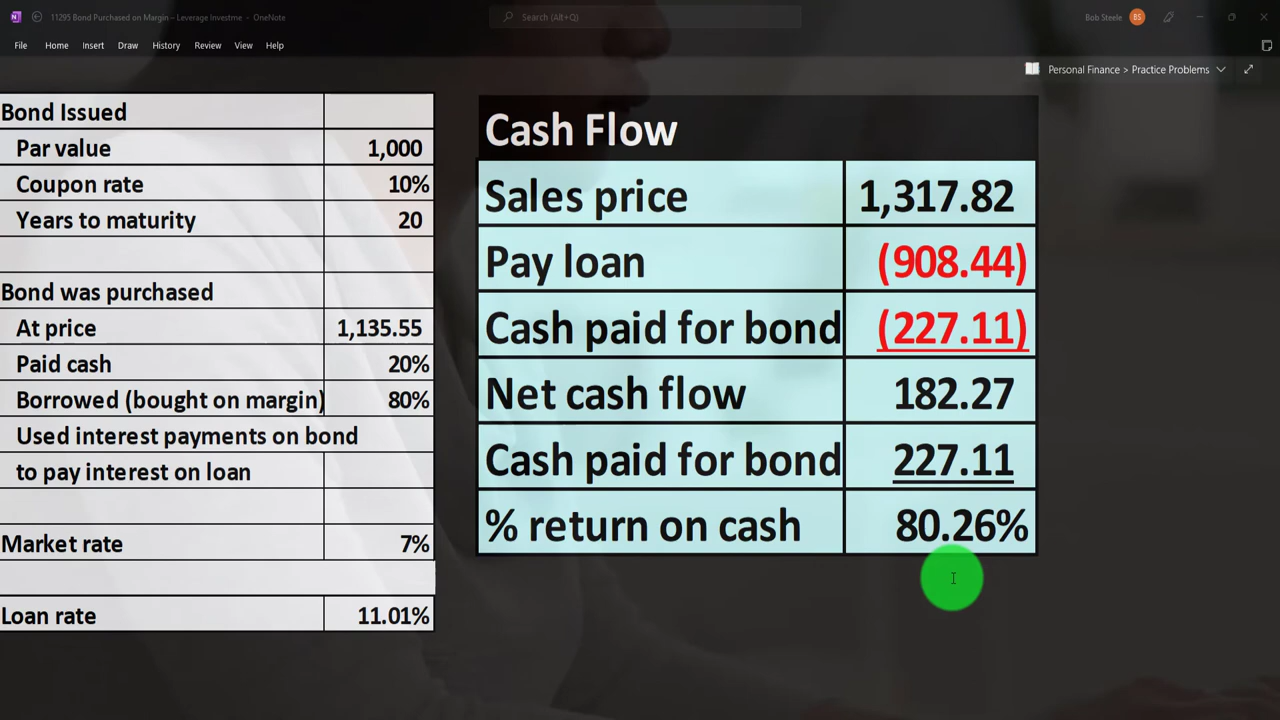 11295 Bond Purchased on Margin – Leverage Investme - OneNote
Search (Alt+Q)
Bob Steele
BS
File Home Insert Draw History Review View Help
Personal Finance > Practice Problems
Bond Issued
Par value 1,000
Coupon rate 10%
Years to maturity 20
Bond was purchased
At price 1,135.55
Paid cash 20%
Borrowed (bought on margin) 80%
Used interest payments on bond
to pay interest on loan
Market rate 7%
Loan rate 11.01%
Cash Flow
Sales price 1,317.82
Pay loan (908.44)
Cash paid for bond (227.11)
Net cash flow 182.27
Cash paid for bond 227.11
% return on cash 80.26%